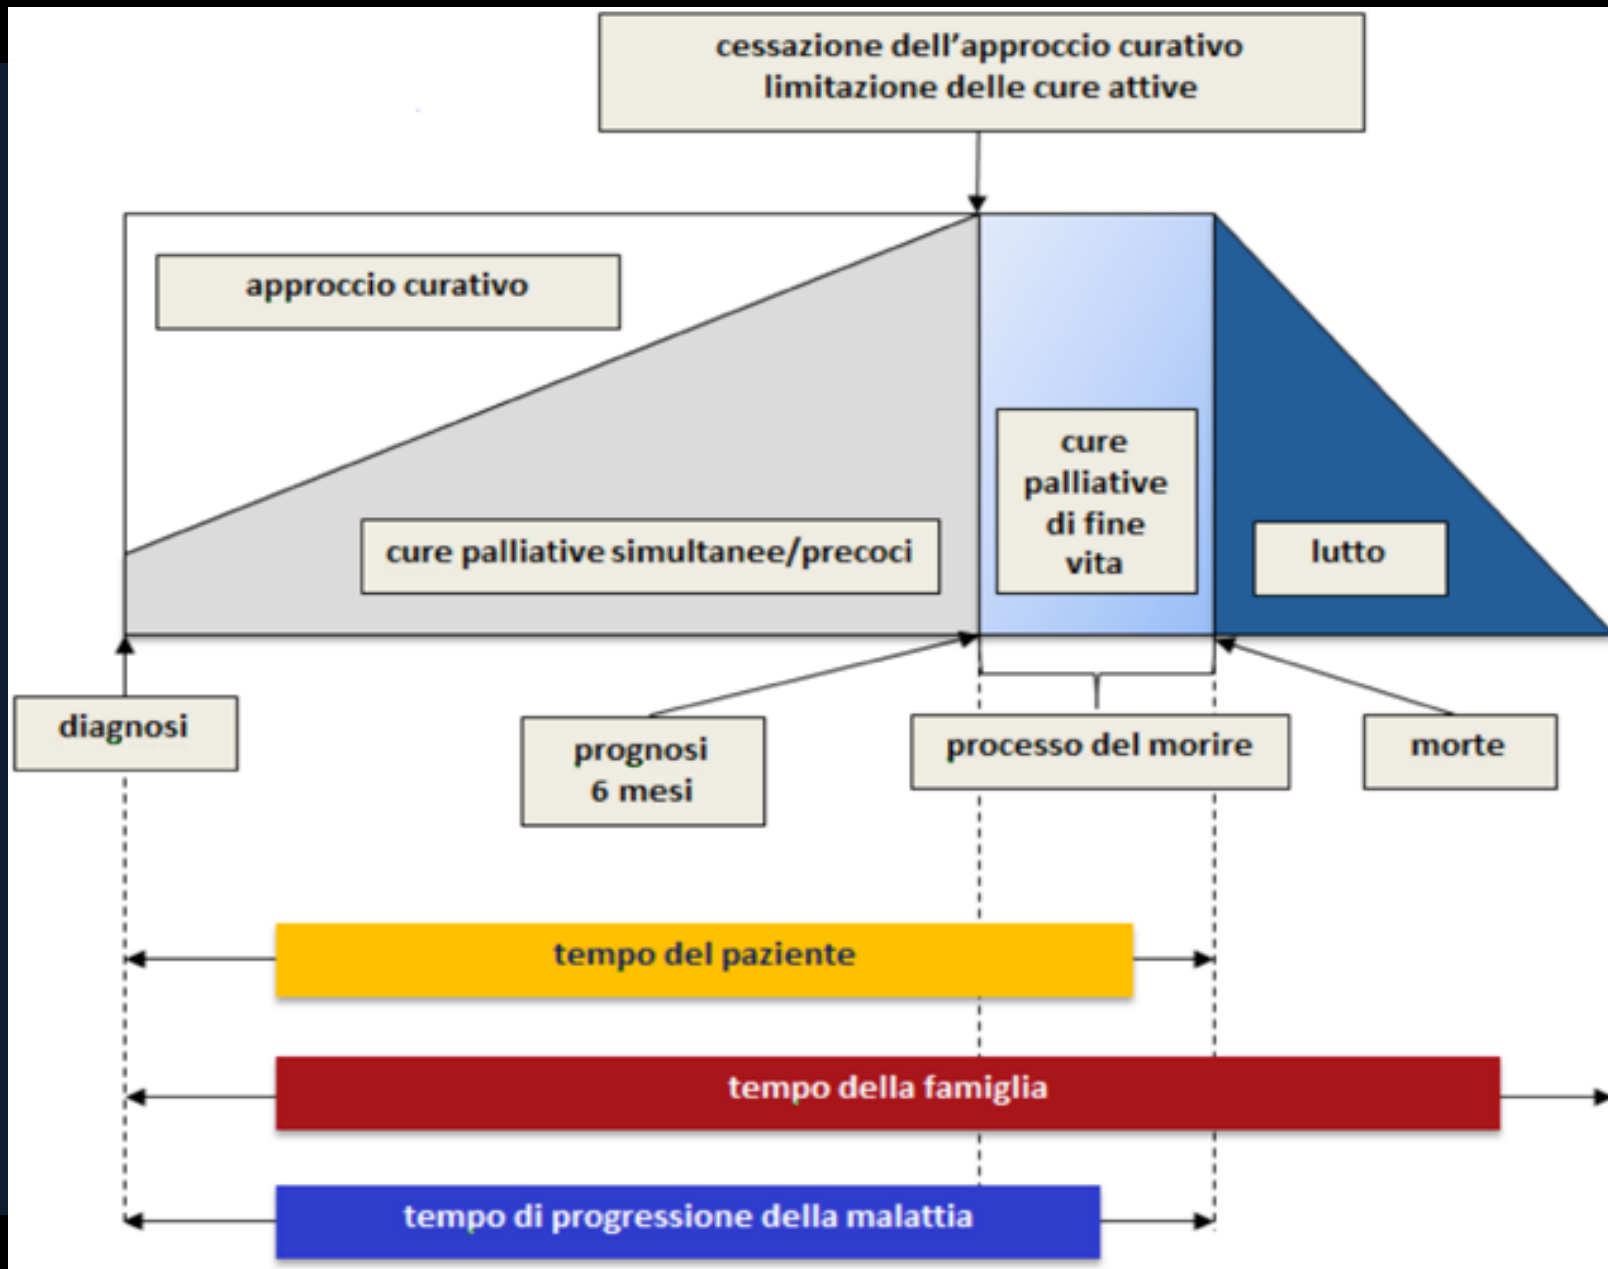 cessazione dell'approccio curativo
limitazione delle cure attive
approccio curativo
cure palliative simultanee/precoci
cure
palliative
di fine
vita
lutto
diagnosi
prognosi
6 mesi
processo del morire
morte
tempo del paziente
tempo della famiglia
tempo di progressione della malattia